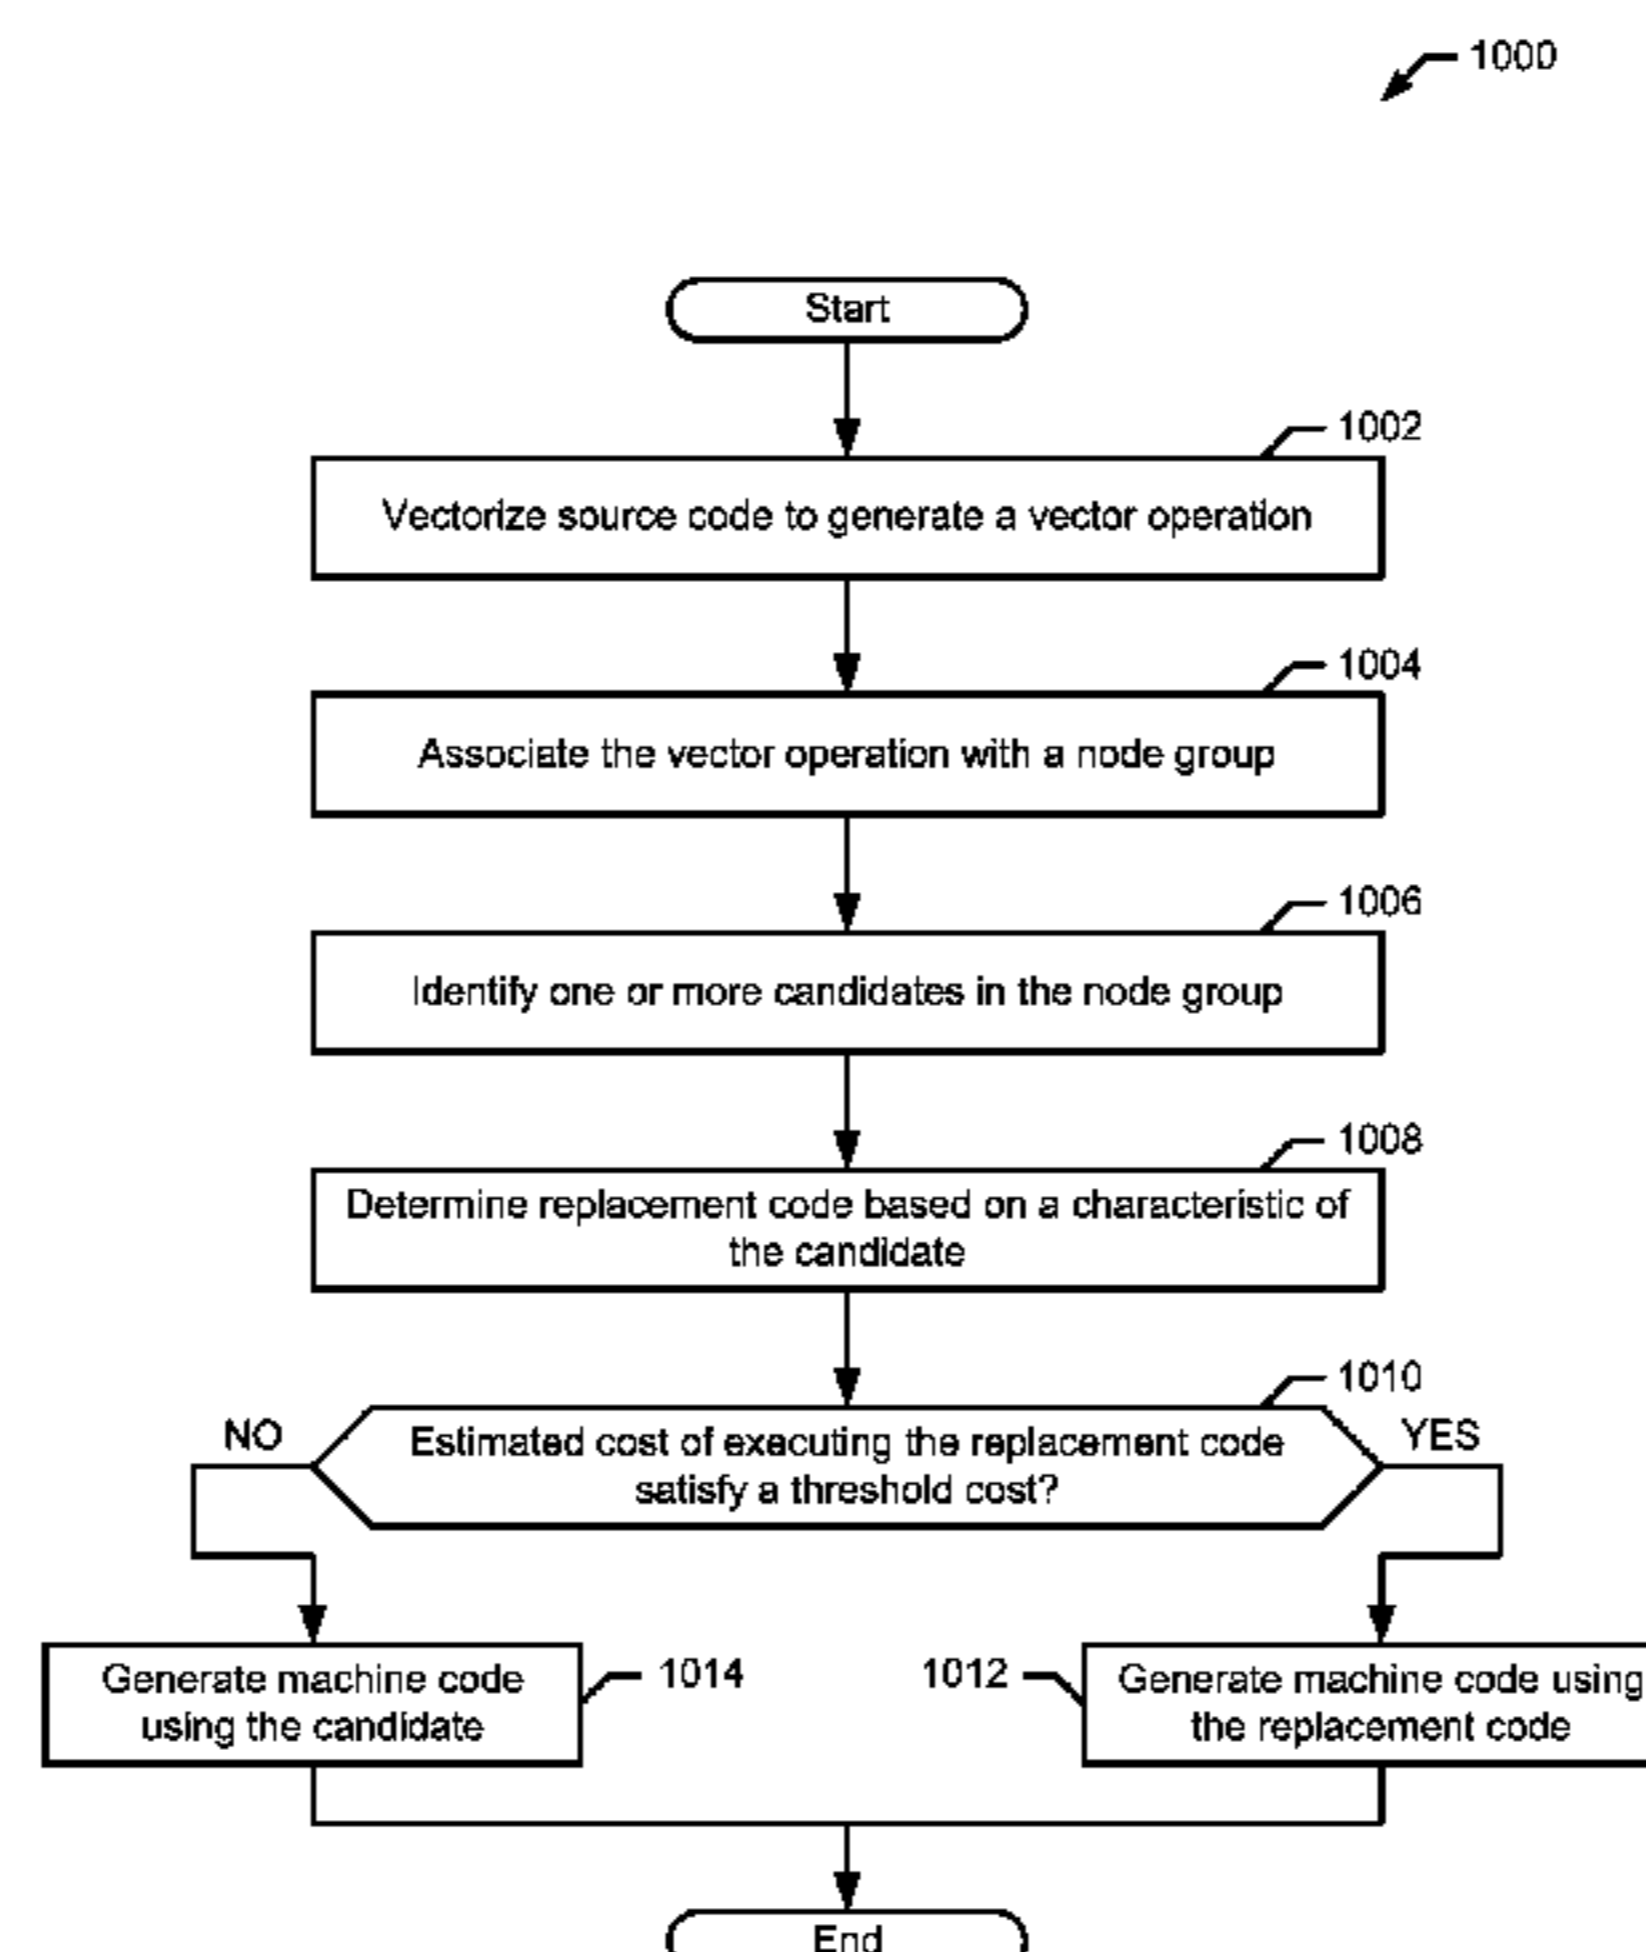 1000
Start
1002
Vectorize source code to generate a vector operation
1004
Associate the vector operation with a node group
1006
Identify one or more candidates in the node group
1008
Determine replacement code based on a characteristic of
the candidate
1010
NO
Estimated cost of executing the replacement code
satisfy a threshold cost?
YES
Generate machine code
using the candidate
1014
1012
Generate machine code using
the replacement code
End